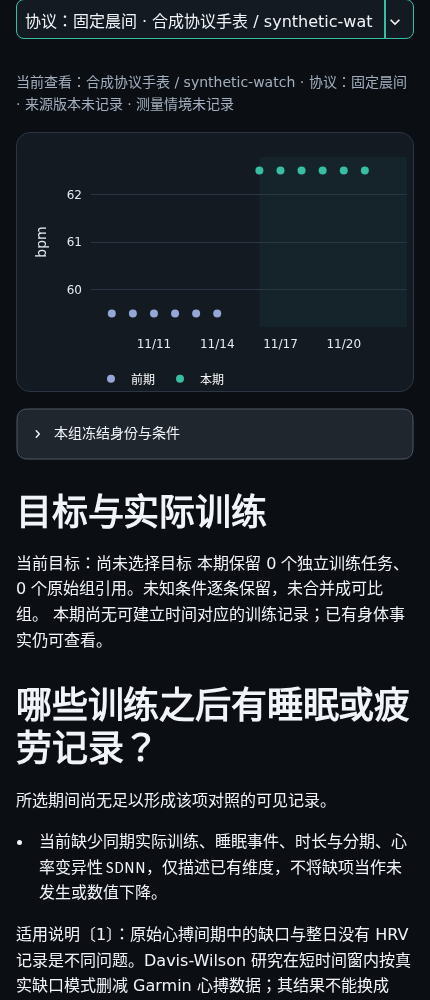 协议：固定晨间 · 合成协议手表 / synthetic-wat
当前查看：合成协议手表 / synthetic-watch · 协议：固定晨间
· 来源版本未记录 · 测量情境未记录
62
61
60
bpm
11/11 11/14 11/17 11/20
前期 本期
本组冻结身份与条件
目标与实际训练
当前目标：尚未选择目标 本期保留 0 个独立训练任务、
0 个原始组引用。未知条件逐条保留，未合并成可比
组。 本期尚无可建立时间对应的训练记录；已有身体事
实仍可查看。
哪些训练之后有睡眠或疲
劳记录？
所选期间尚无足以形成该项对照的可见记录。
• 当前缺少同期实际训练、睡眠事件、时长与分期、心
率变异性 SDNN，仅描述已有维度，不将缺项当作未
发生或数值下降。
适用说明〔1〕：原始心搏间期中的缺口与整日没有 HRV
记录是不同问题。Davis-Wilson 研究在短时间窗内按真
实缺口模式删减 Garmin 心搏数据；其结果不能换成